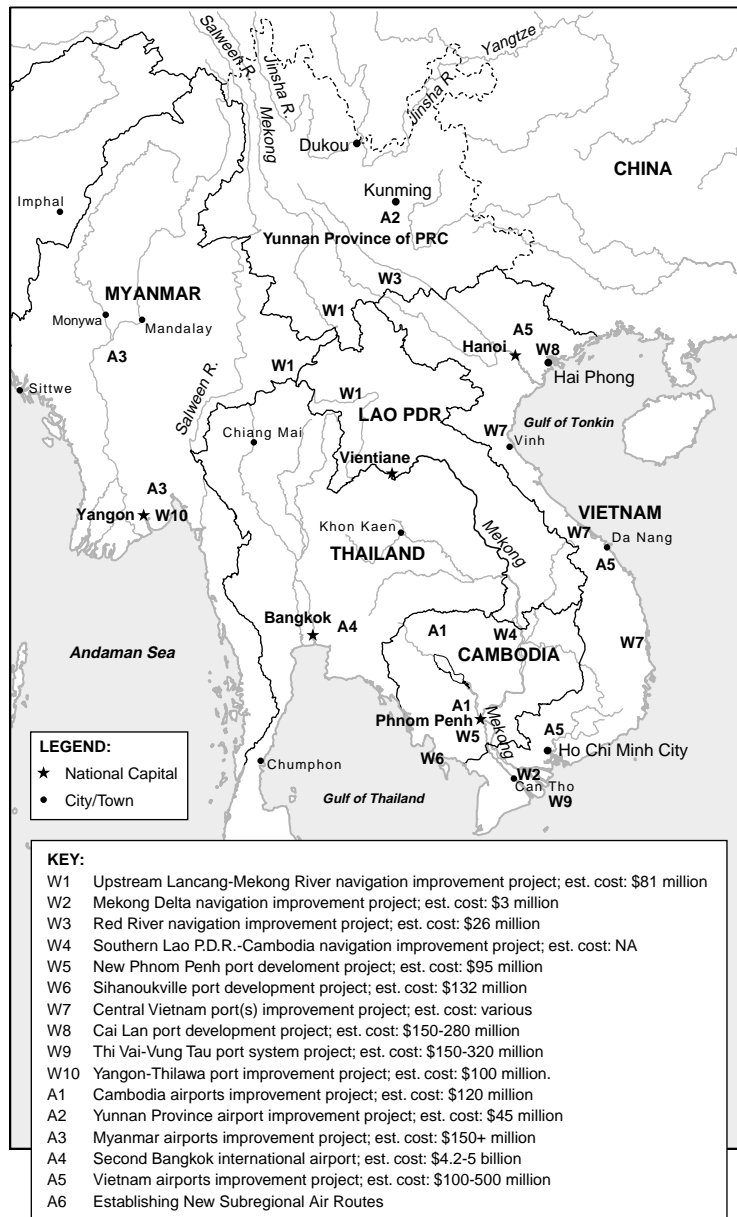 Salween R.
Jinsha R.
Mekong
Jinsha R.
Yangtze
Dukou
CHINA
Kunming
A2
Imphal
Yunnan Province of PRC
W3
MYANMAR
W1
Monywa
Mandalay
A3
A5
Hanoi
W8
Hai Phong
W1
Sittwe
Salween R.
W1
LAO PDR
Gulf of Tonkin
Chiang Mai
W7
Vinh
Vientiane
A3
Yangon
W10
VIETNAM
Khon Kaen
THAILAND
Mekong
W7
Da Nang
A5
Bangkok
A4
A1
W4
CAMBODIA
W7
Andaman Sea
A1
Phnom Penh
W5
Mekong
A5
Ho Chi Minh City
W6
W2
Can Tho
W9
LEGEND:
National Capital
City/Town
Chumphon
Gulf of Thailand
KEY:
W1 Upstream Lancang-Mekong River navigation improvement project; est. cost: $81 million
W2 Mekong Delta navigation improvement project; est. cost: $3 million
W3 Red River navigation improvement project; est. cost: $26 million
W4 Southern Lao P.D.R.-Cambodia navigation improvement project; est. cost: NA
W5 New Phnom Penh port develoment project; est. cost: $95 million
W6 Sihanoukville port development project; est. cost: $132 million
W7 Central Vietnam port(s) improvement project; est. cost: various
W8 Cai Lan port development project; est. cost: $150-280 million
W9 Thi Vai-Vung Tau port system project; est. cost: $150-320 million
W10 Yangon-Thilawa port improvement project; est. cost: $100 million.
A1 Cambodia airports improvement project; est. cost: $120 million
A2 Yunnan Province airport improvement project; est. cost: $45 million
A3 Myanmar airports improvement project; est. cost: $150+ million
A4 Second Bangkok international airport; est. cost: $4.2-5 billion
A5 Vietnam airports improvement project; est. cost: $100-500 million
A6 Establishing New Subregional Air Routes